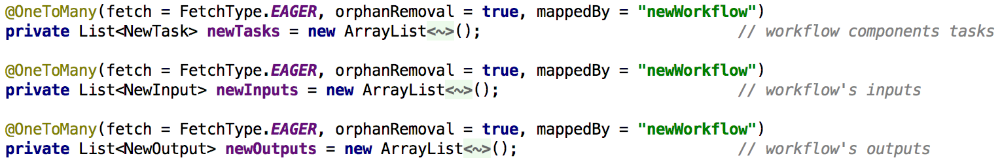 @OneToMany(fetch = FetchType.EAGER, orphanRemoval = true, mappedBy = "newWorkflow")
private List<NewTask> newTasks = new ArrayList<~>(); // workflow components tasks
@OneToMany(fetch = FetchType.EAGER, orphanRemoval = true, mappedBy = "newWorkflow")
private List<NewInput> newInputs = new ArrayList<~>(); // workflow's inputs
@OneToMany(fetch = FetchType.EAGER, orphanRemoval = true, mappedBy = "newWorkflow")
private List<NewOutput> newOutputs = new ArrayList<~>(); // workflow's outputs